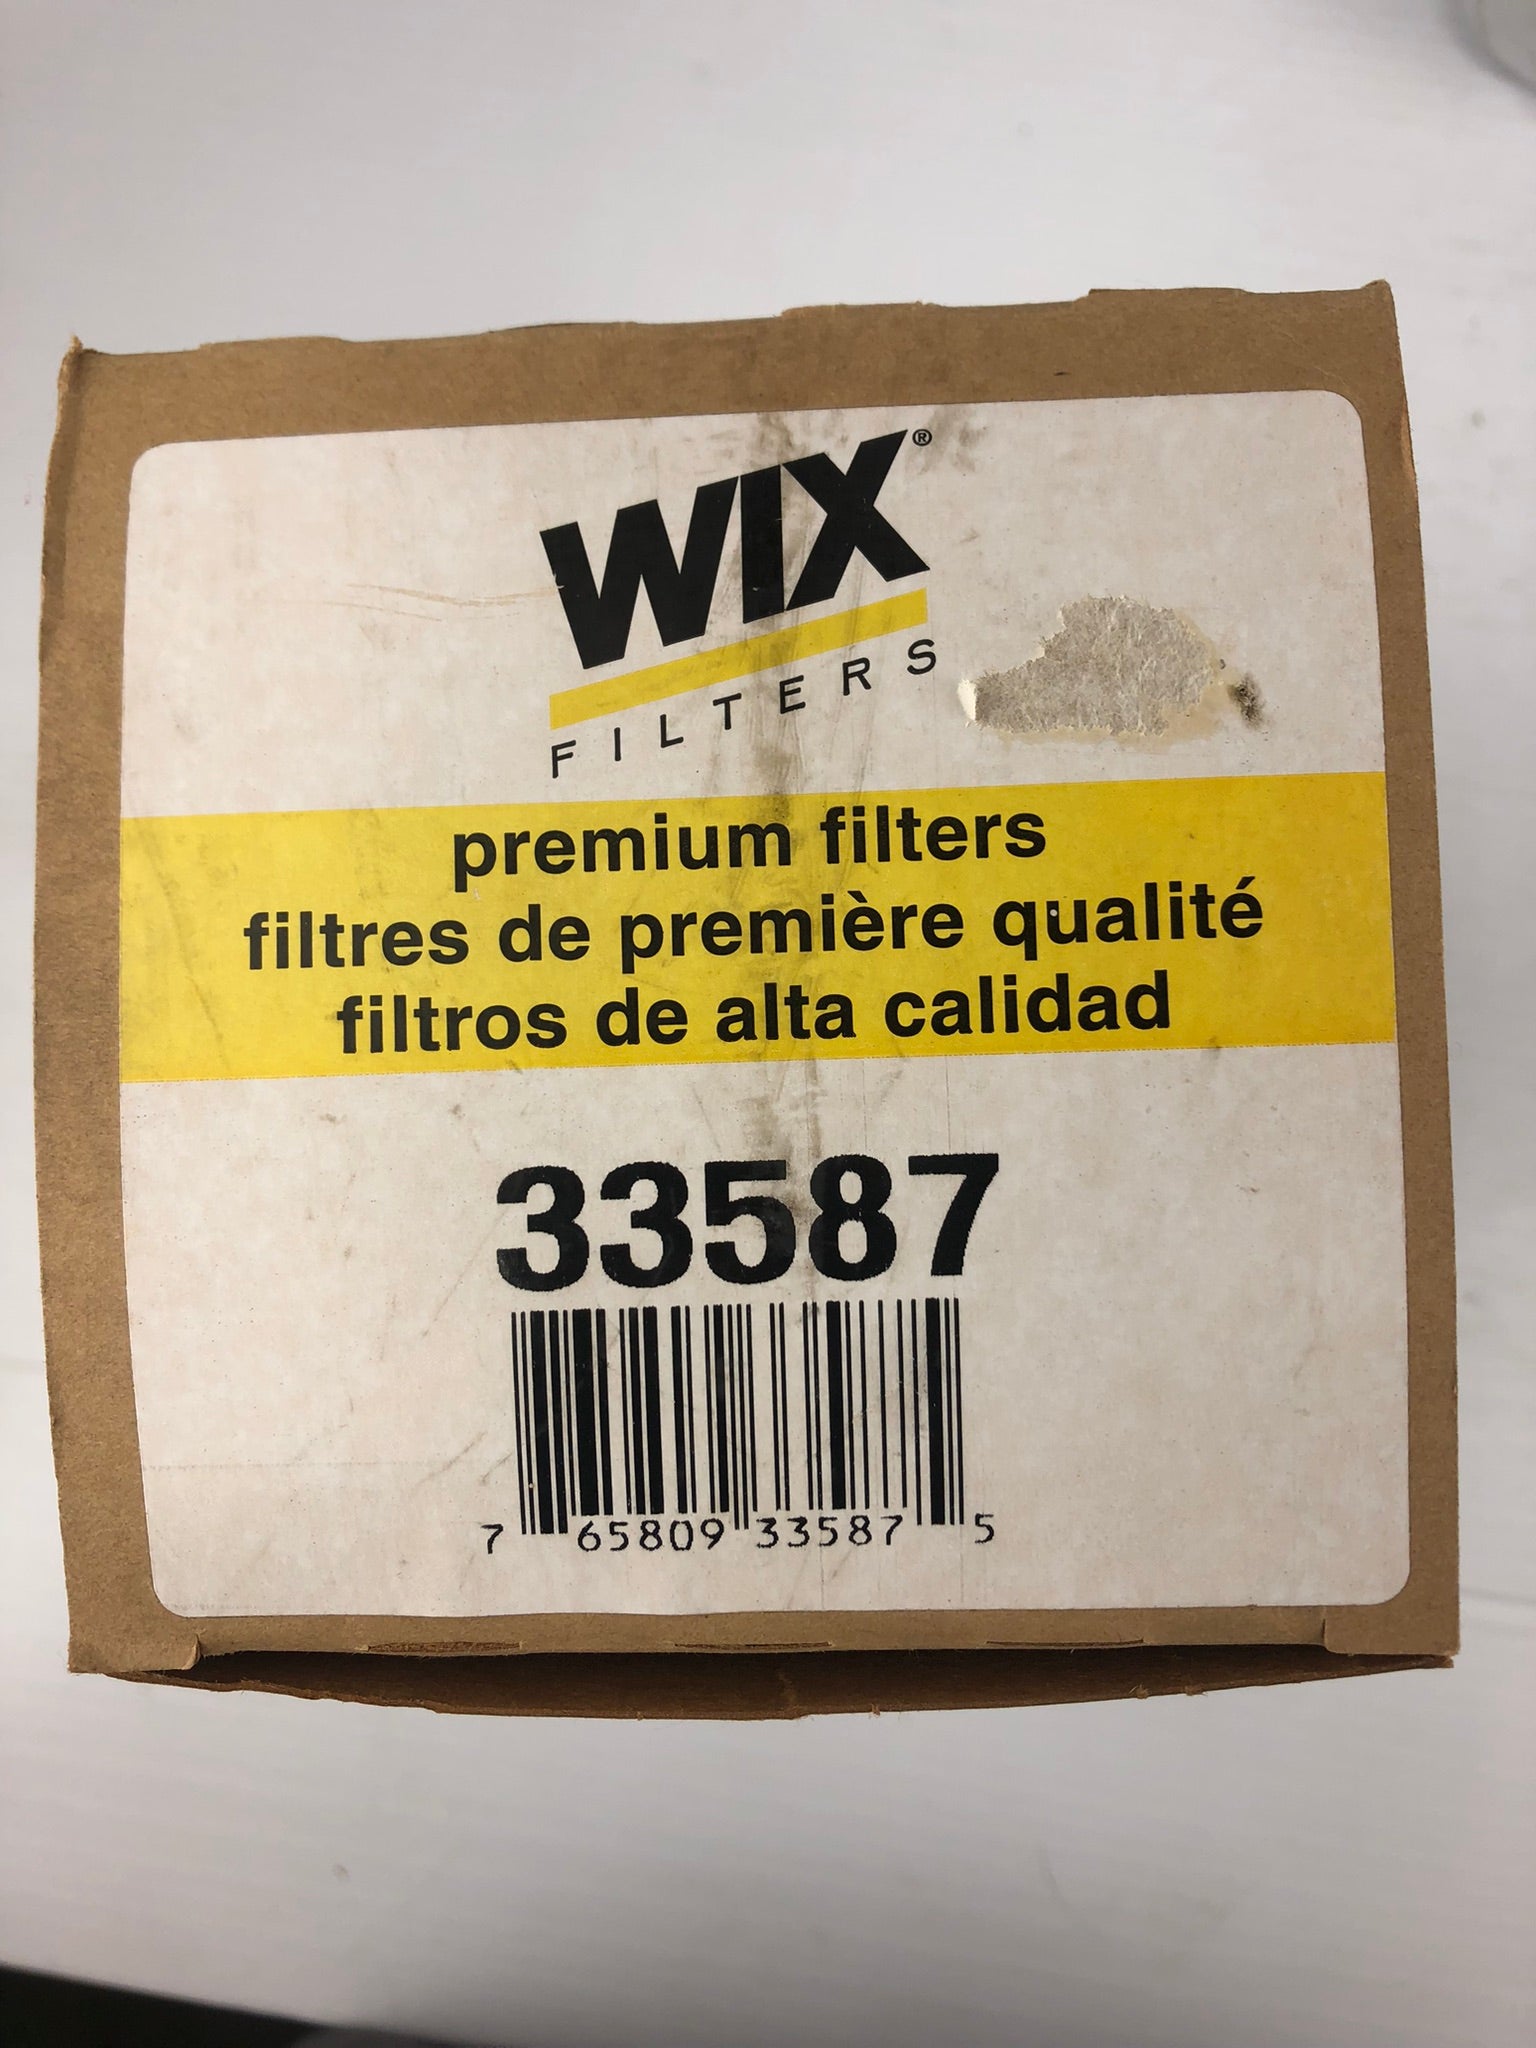 WIX®
FILTERS
premium filters
filtres de première qualité
filtros de alta calidad
33587
7 65809 33587 5